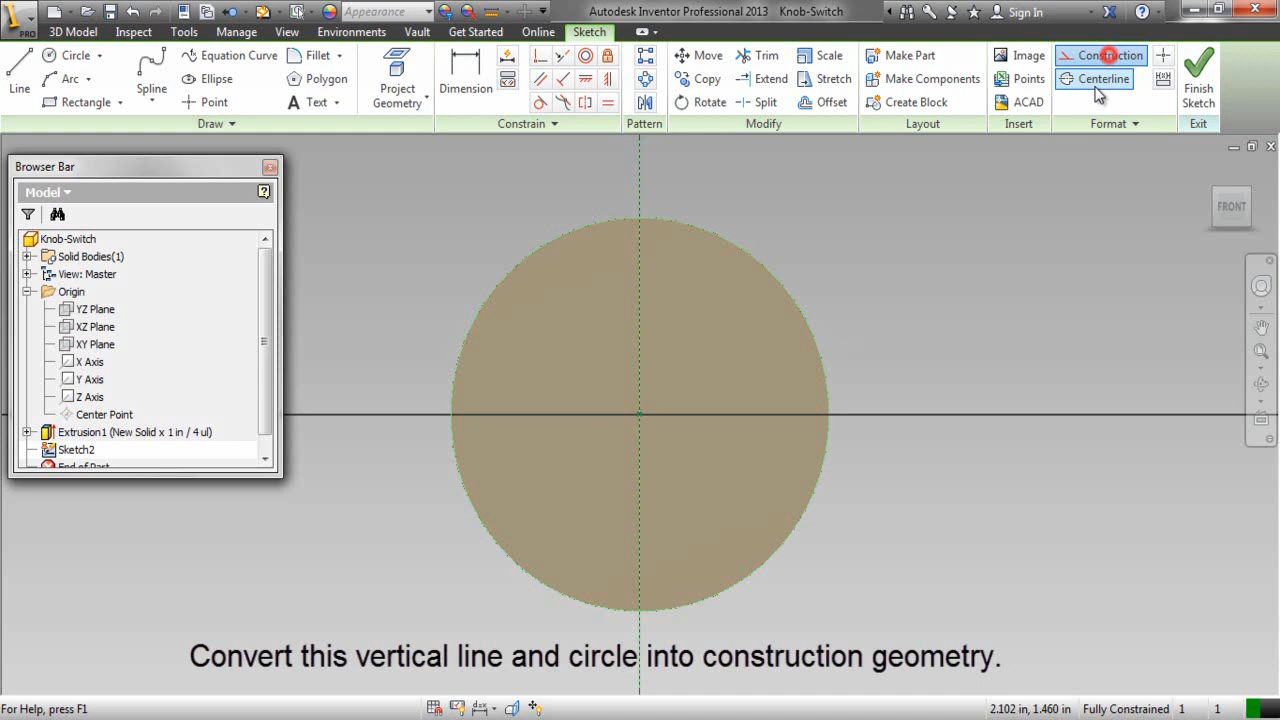 PRO
Appearance
Autodesk Inventor Professional 2013 Knob-Switch
Sign In
3D Model Inspect Tools Manage View Environments Vault Get Started Online Sketch
Line
Circle
Arc
Rectangle
Spline
Equation Curve
Ellipse
Point
Fillet
Polygon
Text
Project
Geometry
Dimension
Move
Copy
Rotate
Trim
Extend
Split
Scale
Stretch
Offset
Make Part
Make Components
Create Block
Image
Points
ACAD
Construction
Centerline
Finish
Sketch
Draw Constrain Pattern Modify Layout Insert Format Exit
Browser Bar
Model
Knob-Switch
Solid Bodies(1)
View: Master
Origin
YZ Plane
XZ Plane
XY Plane
X Axis
Y Axis
Z Axis
Center Point
Extrusion1 (New Solid x 1 in / 4 ul)
Sketch2
End of Part
FRONT
Convert this vertical line and circle into construction geometry.
For Help, press F1
2.102 in, 1.460 in Fully Constrained 1 1